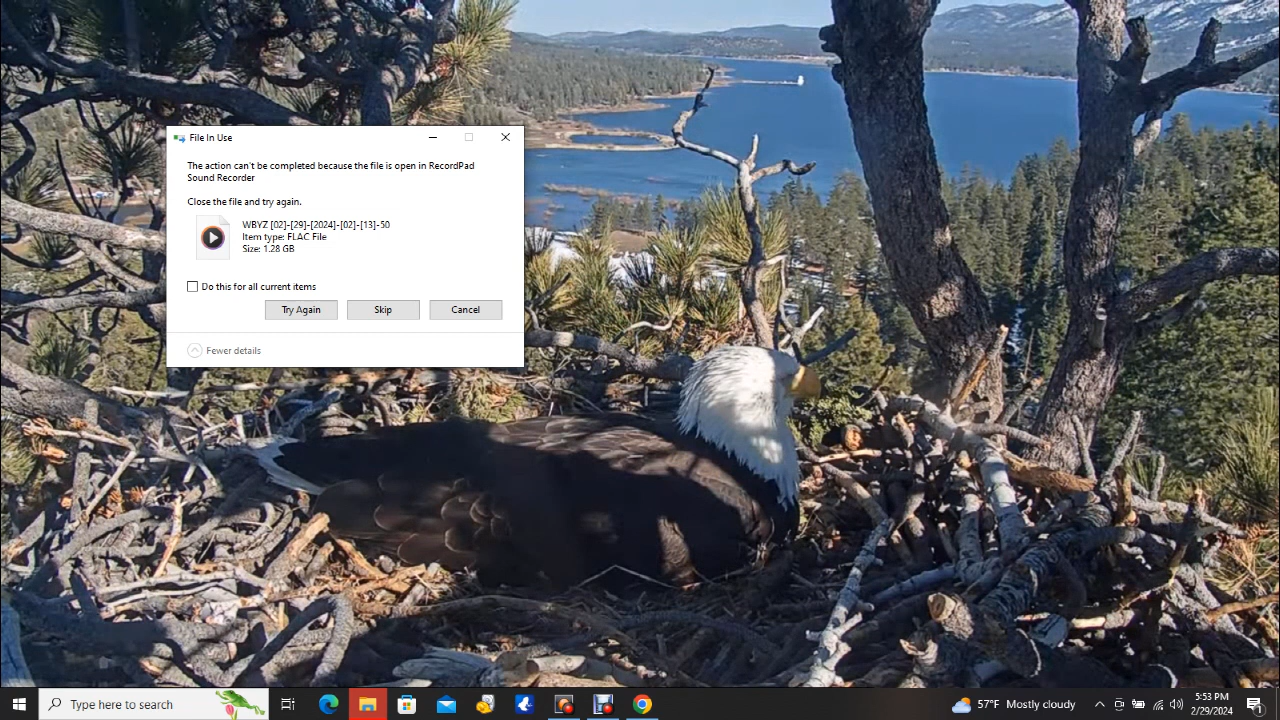 File In Use
The action can't be completed because the file is open in RecordPad
Sound Recorder
Close the file and try again.
WBYZ [02]-[29]-[2024]-[02]-[13]-50
Item type: FLAC File
Size: 1.28 GB
Do this for all current items
Try Again
Skip
Cancel
Fewer details
Type here to search
57°F Mostly cloudy
5:53 PM
2/29/2024
1